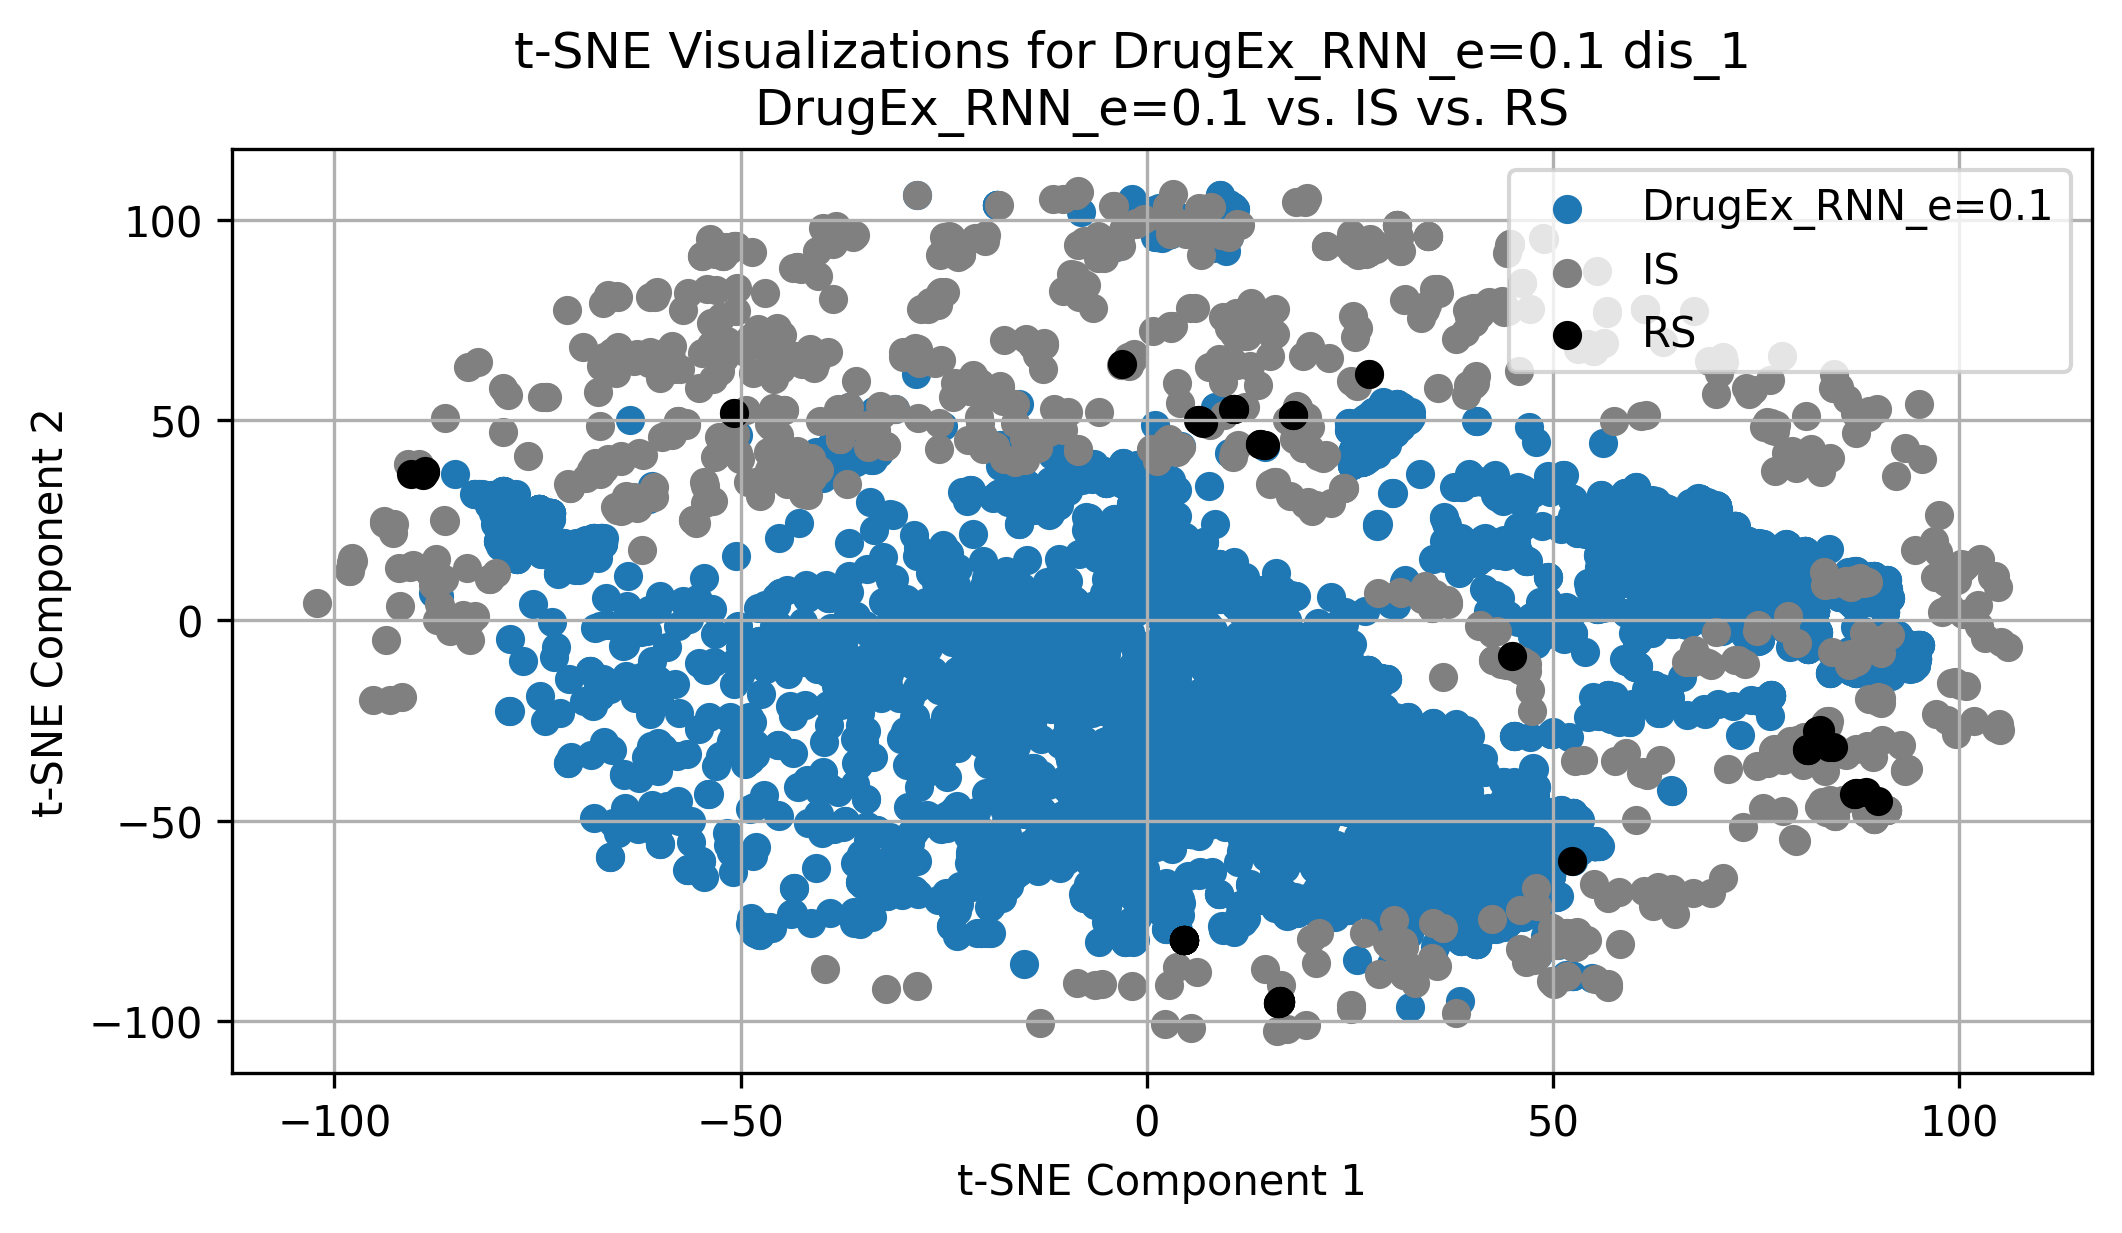 t-SNE Visualizations for DrugEx_RNN_e=0.1 dis_1
DrugEx_RNN_e=0.1 vs. IS vs. RS
DrugEx_RNN_e=0.1
IS
RS
100
50
0
−50
−100
t-SNE Component 2
−100
−50
0
50
100
t-SNE Component 1